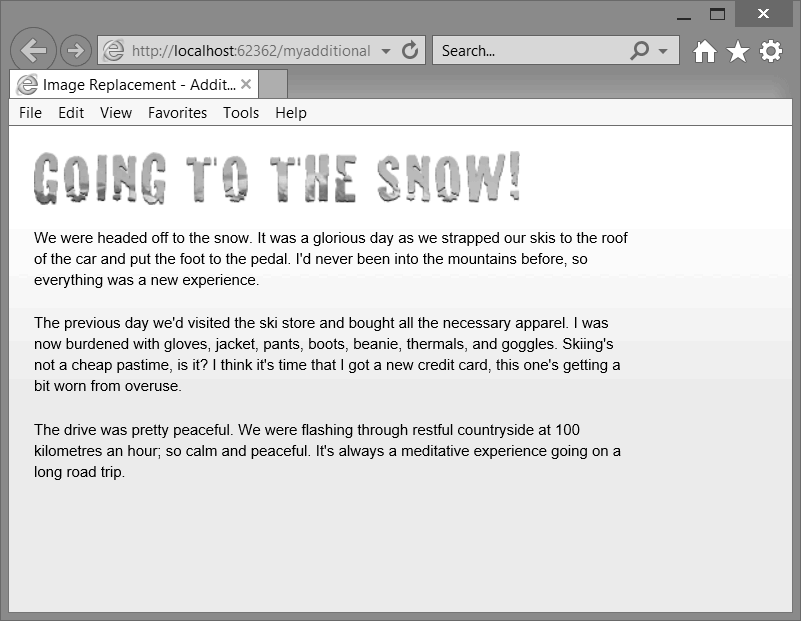 http://localhost:62362/myadditional
Search...
Image Replacement - Addit...
File Edit View Favorites Tools Help
GOING TO THE SNOW!
We were headed off to the snow. It was a glorious day as we strapped our skis to the roof
of the car and put the foot to the pedal. I'd never been into the mountains before, so
everything was a new experience.
The previous day we'd visited the ski store and bought all the necessary apparel. I was
now burdened with gloves, jacket, pants, boots, beanie, thermals, and goggles. Skiing's
not a cheap pastime, is it? I think it's time that I got a new credit card, this one's getting a
bit worn from overuse.
The drive was pretty peaceful. We were flashing through restful countryside at 100
kilometres an hour; so calm and peaceful. It's always a meditative experience going on a
long road trip.